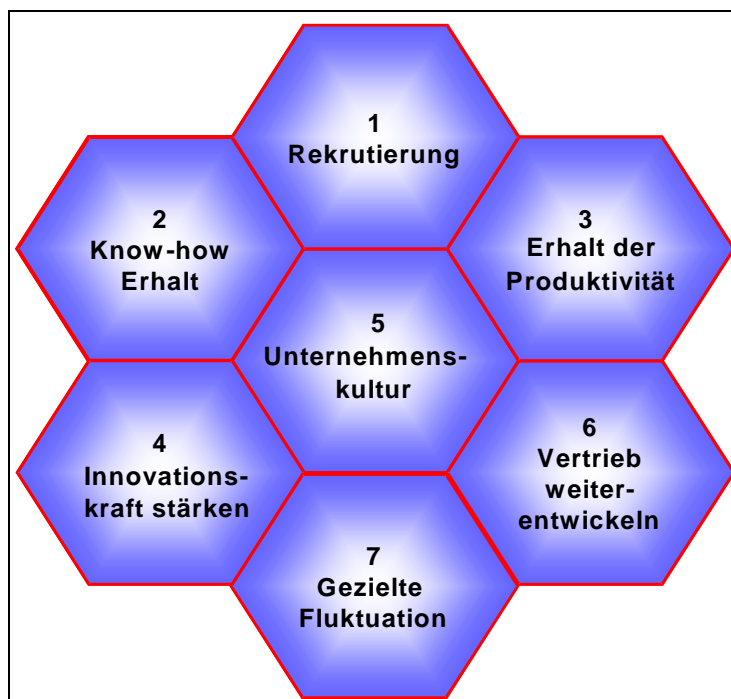 1
Rekrutierung
2
Know-how
Erhalt
3
Erhalt der
Produktivität
4
Innovations-
kraft stärken
5
Unternehmens-
kultur
6
Vertrieb
weiter-
entwickeln
7
Gezielte
Fluktuation